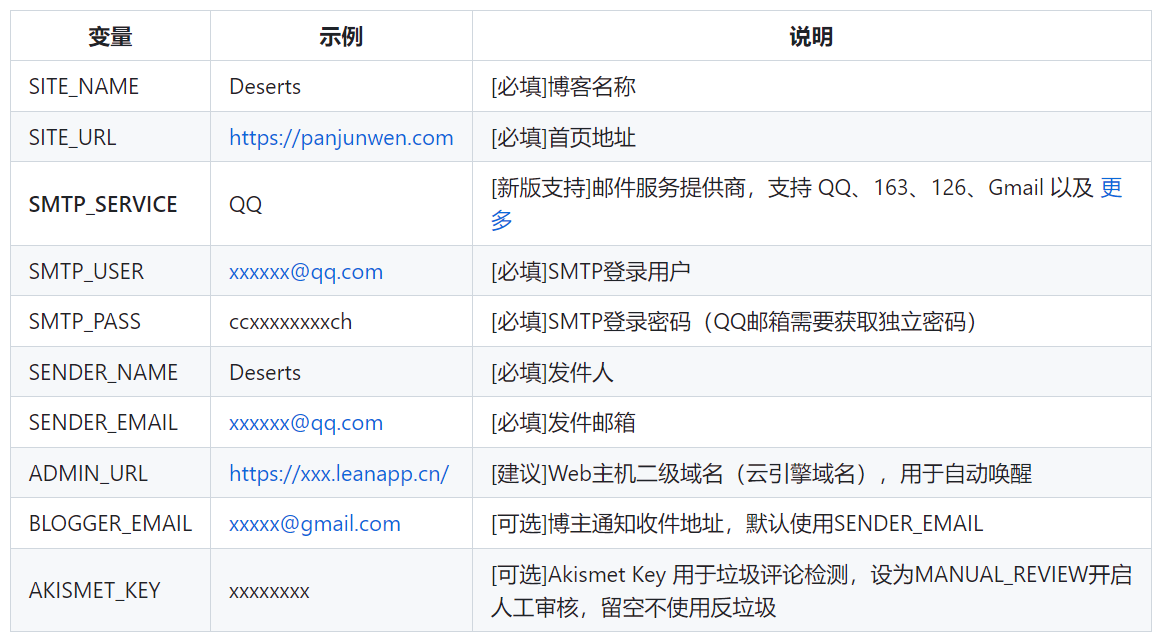 变量 示例 说明
SITE_NAME Deserts [必填]博客名称
SITE_URL https://panjunwen.com [必填]首页地址
SMTP_SERVICE QQ [新版支持]邮件服务提供商，支持 QQ、163、126、Gmail 以及 更
多
SMTP_USER xxxxxx@qq.com [必填]SMTP登录用户
SMTP_PASS ccxxxxxxxxch [必填]SMTP登录密码（QQ邮箱需要获取独立密码）
SENDER_NAME Deserts [必填]发件人
SENDER_EMAIL xxxxxx@qq.com [必填]发件邮箱
ADMIN_URL https://xxx.leanapp.cn/ [建议]Web主机二级域名（云引擎域名），用于自动唤醒
BLOGGER_EMAIL xxxxx@gmail.com [可选]博主通知收件地址，默认使用SENDER_EMAIL
AKISMET_KEY xxxxxxxx [可选]Akismet Key 用于垃圾评论检测，设为MANUAL_REVIEW开启
人工审核，留空不使用反垃圾